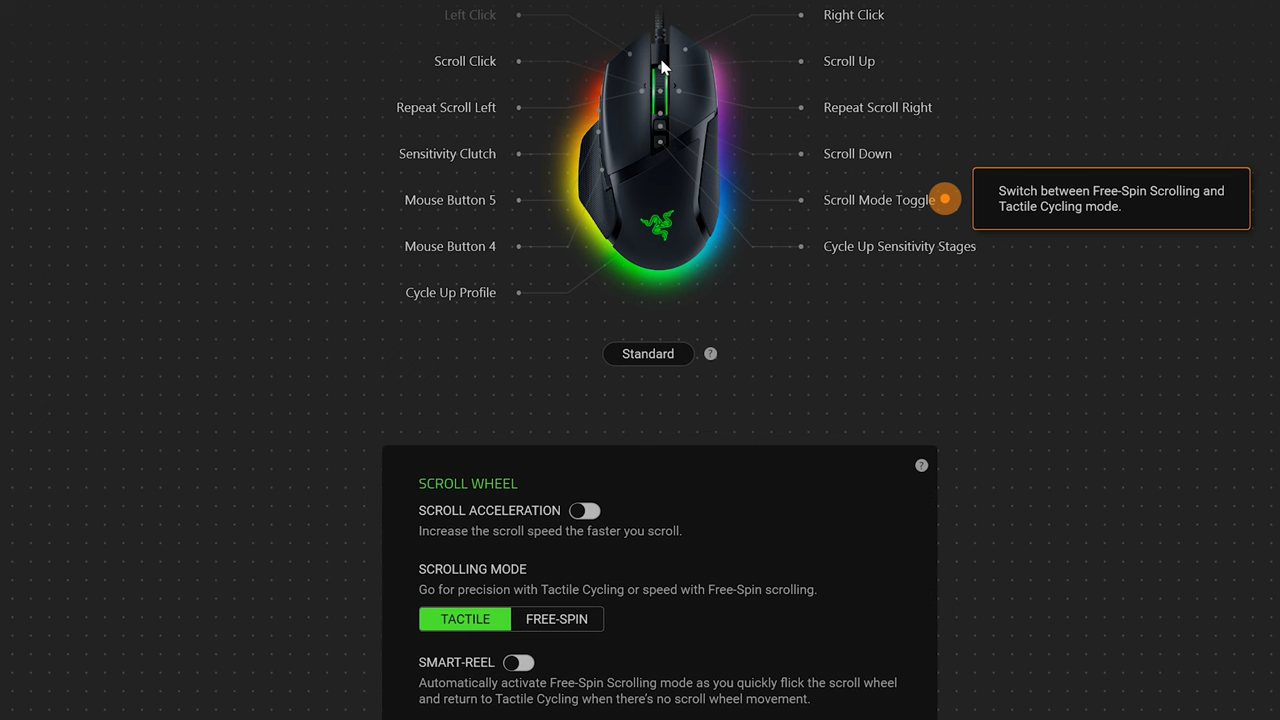 Left Click
Right Click
Scroll Click
Scroll Up
Repeat Scroll Left
Repeat Scroll Right
Sensitivity Clutch
Scroll Down
Mouse Button 5
Scroll Mode Toggle
Switch between Free-Spin Scrolling and
Tactile Cycling mode.
Mouse Button 4
Cycle Up Sensitivity Stages
Cycle Up Profile
Standard
?
?
SCROLL WHEEL
SCROLL ACCELERATION
Increase the scroll speed the faster you scroll.
SCROLLING MODE
Go for precision with Tactile Cycling or speed with Free-Spin scrolling.
TACTILE
FREE-SPIN
SMART-REEL
Automatically activate Free-Spin Scrolling mode as you quickly flick the scroll wheel
and return to Tactile Cycling when there's no scroll wheel movement.